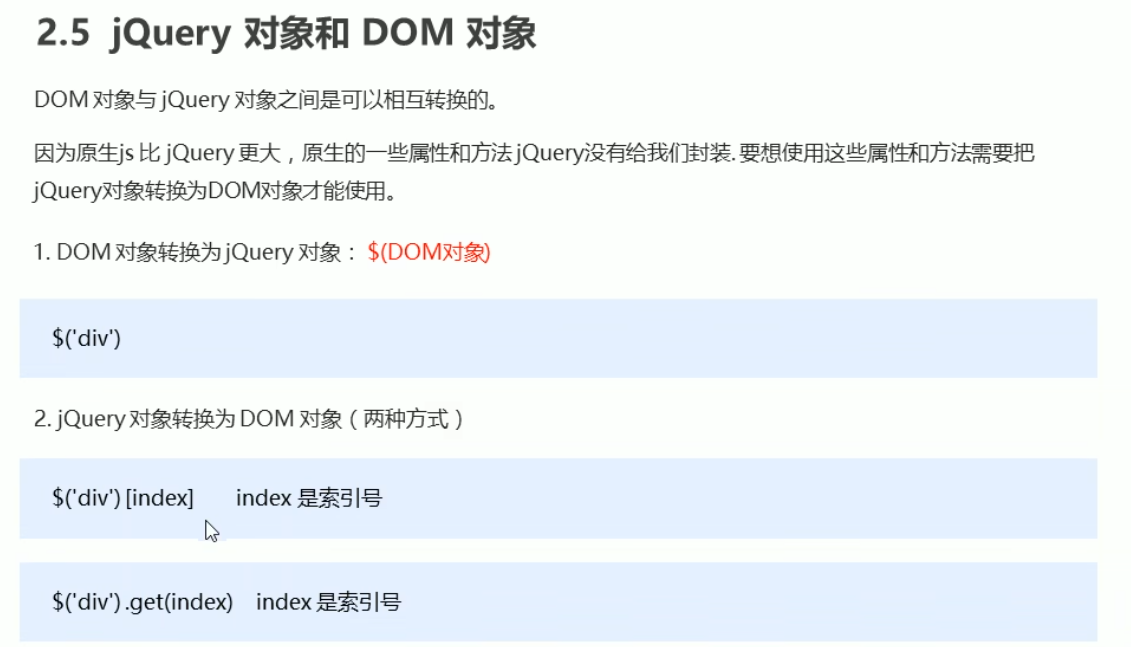 2.5 jQuery 对象和 DOM 对象
DOM 对象与 jQuery 对象之间是可以相互转换的。
因为原生js 比 jQuery 更大，原生的一些属性和方法 jQuery没有给我们封装. 要想使用这些属性和方法需要把
jQuery对象转换为DOM对象才能使用。
1. DOM 对象转换为 jQuery 对象： $(DOM对象)
$('div')
2. jQuery 对象转换为 DOM 对象（两种方式）
$('div') [index] index 是索引号
$('div') .get(index) index 是索引号